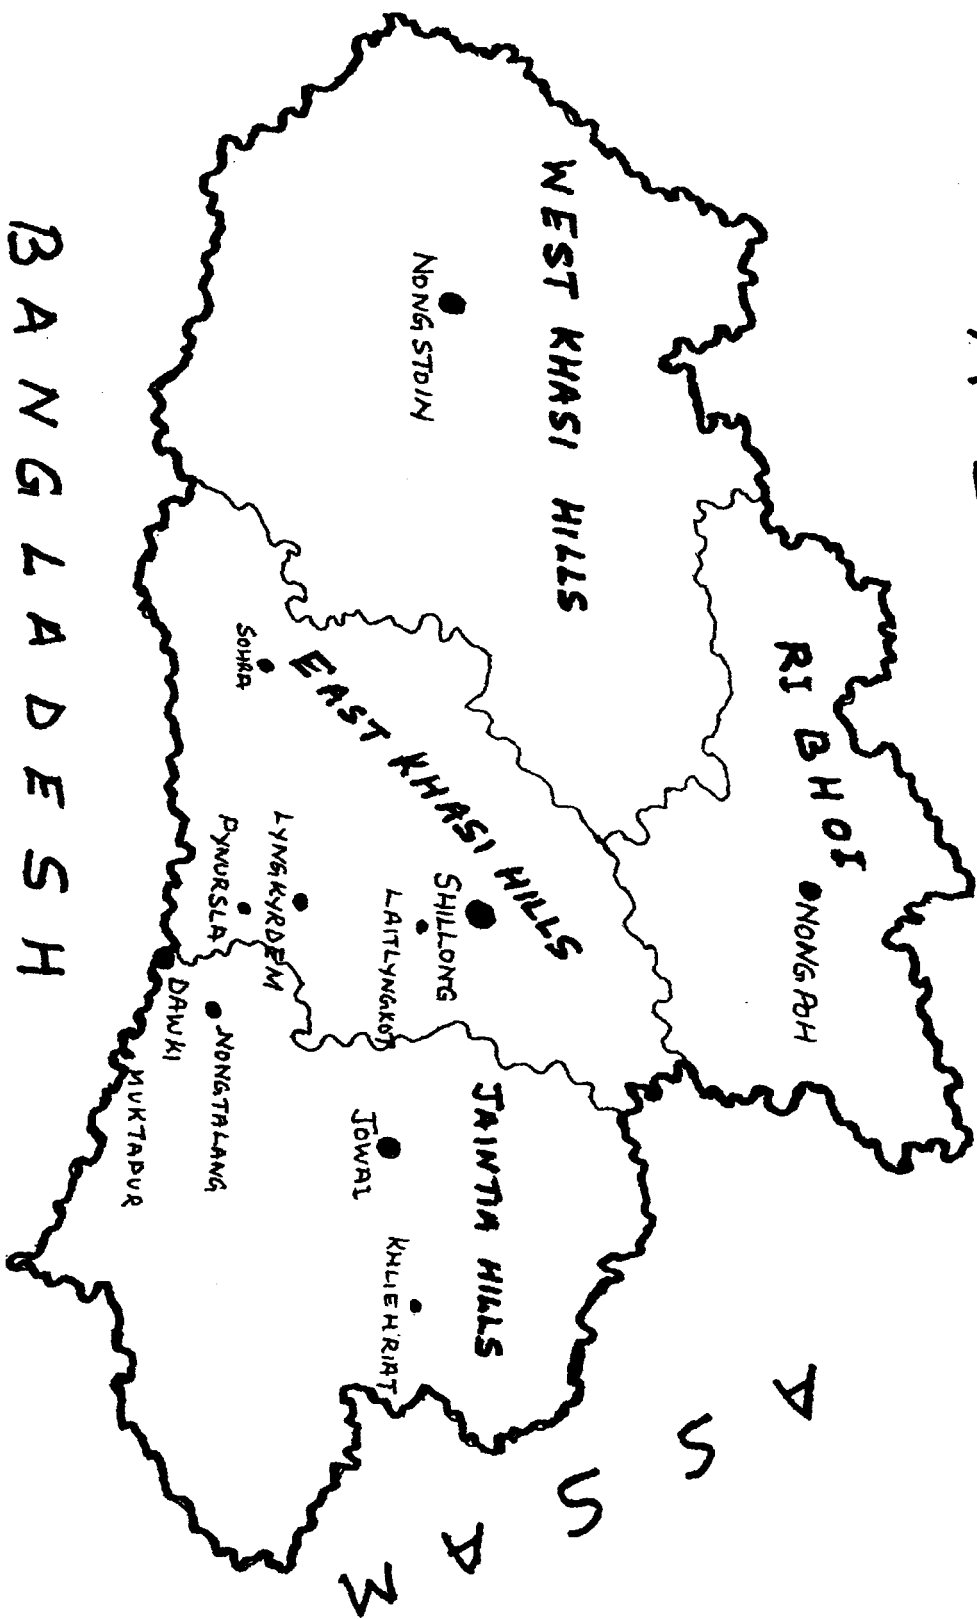 RI BHOI
NONGPOH
WEST KHASI HILLS
NONGSTOIN
EAST KHASI HILLS
SHILLONG
LAITLYNGKOT
SOHRA
LYNGKYRDEM
PYNURSLA
DAWKI
JAINTIA HILLS
JOWAI
KHLIEHRIAT
NONGTALANG
MUKTAPUR
ASSAM
BANGLADESH